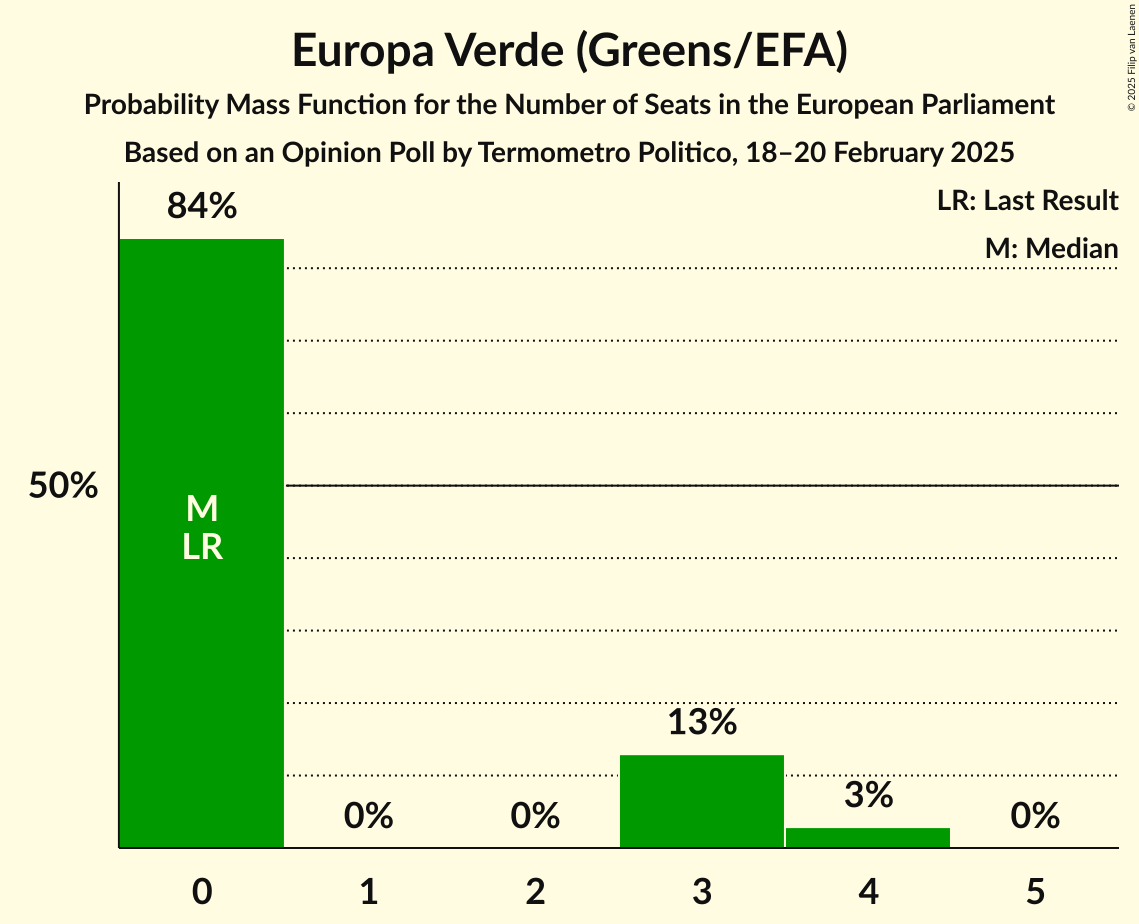 Europa Verde (Greens/EFA)
Probability Mass Function for the Number of Seats in the European Parliament
Based on an Opinion Poll by Termometro Politico, 18–20 February 2025
© 2025 Filip van Laenen
LR: Last Result
M: Median
84%
50%
M
LR
0%
0%
13%
3%
0%
0
1
2
3
4
5